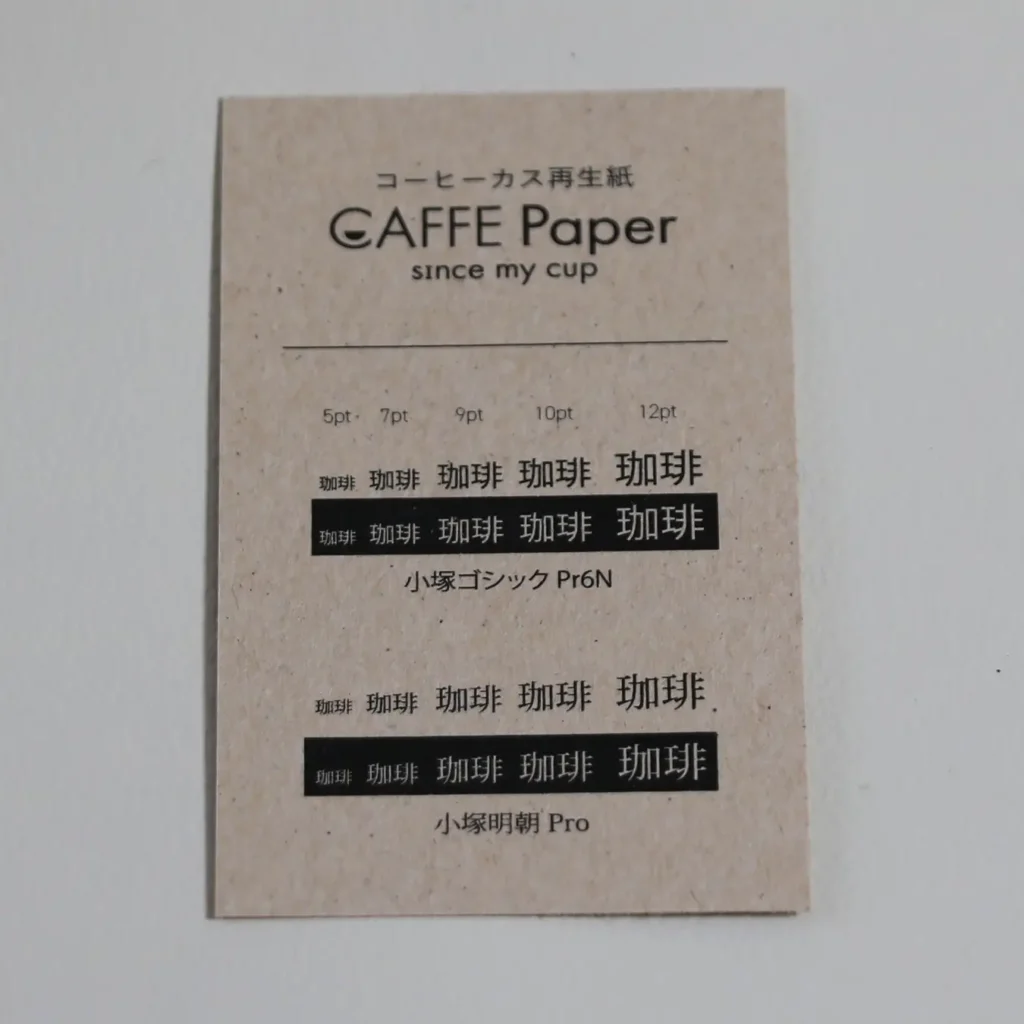 コーヒーカス再生紙
CAFFE Paper
since my cup
5pt 7pt 9pt 10pt 12pt
珈琲 珈琲 珈琲 珈琲 珈琲
珈琲 珈琲 珈琲 珈琲 珈琲
小塚ゴシック Pr6N
珈琲 珈琲 珈琲 珈琲 珈琲
珈琲 珈琲 珈琲 珈琲 珈琲
小塚明朝 Pro